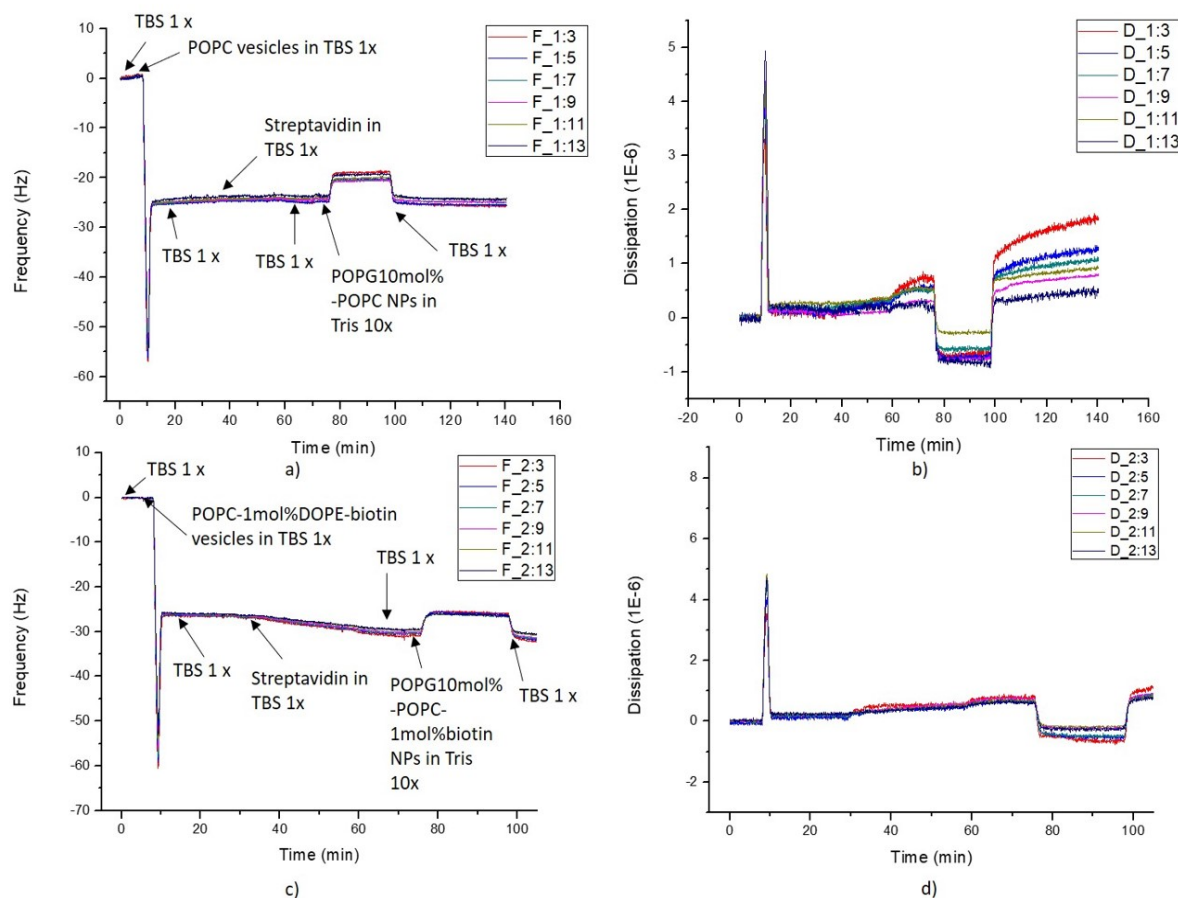 TBS 1 x
POPC vesicles in TBS 1x
Streptavidin in
TBS 1x
TBS 1 x
TBS 1 x
POPG10mol%
-POPC NPs in
Tris 10x
TBS 1 x
F_1:3
F_1:5
F_1:7
F_1:9
F_1:11
F_1:13
Frequency (Hz)
10
0
-10
-20
-30
-40
-50
-60
0 20 40 60 80 100 120 140 160
Time (min)
a)
D_1:3
D_1:5
D_1:7
D_1:9
D_1:11
D_1:13
Dissipation (1E-6)
5
4
3
2
1
0
-1
-20 0 20 40 60 80 100 120 140 160
Time (min)
b)
TBS 1 x
POPC-1mol%DOPE-biotin
vesicles in TBS 1x
TBS 1 x
TBS 1 x
Streptavidin in
TBS 1x
POPG10mol%
-POPC-
1mol%biotin
NPs in Tris
10x
TBS 1 x
F_2:3
F_2:5
F_2:7
F_2:9
F_2:11
F_2:13
Frequency (Hz)
10
0
-10
-20
-30
-40
-50
-60
-70
0 20 40 60 80 100
Time (min)
c)
D_2:3
D_2:5
D_2:7
D_2:9
D_2:11
D_2:13
Dissipation (1E-6)
8
6
4
2
0
-2
0 20 40 60 80 100
Time (min)
d)